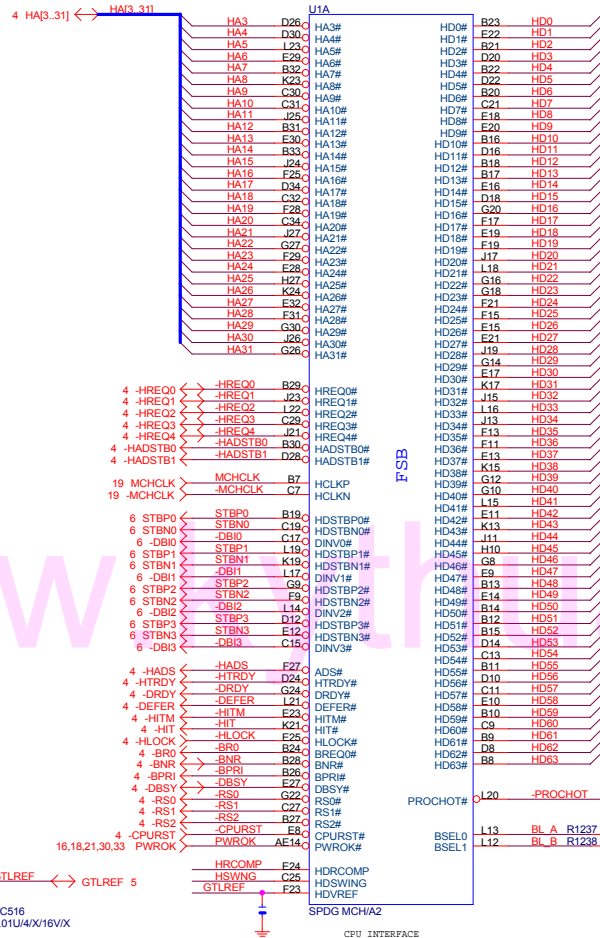 4 HA[3..31] HA[3..31]
U1A
HA3 D26 HA3#
HA4 D30 HA4#
HA5 L23 HA5#
HA6 E29 HA6#
HA7 B32 HA7#
HA8 K23 HA8#
HA9 C30 HA9#
HA10 C31 HA10#
HA11 J25 HA11#
HA12 B31 HA12#
HA13 E30 HA13#
HA14 B33 HA14#
HA15 J24 HA15#
HA16 F25 HA16#
HA17 D34 HA17#
HA18 C32 HA18#
HA19 F28 HA19#
HA20 C34 HA20#
HA21 J27 HA21#
HA22 G27 HA22#
HA23 F29 HA23#
HA24 E28 HA24#
HA25 H27 HA25#
HA26 K24 HA26#
HA27 E32 HA27#
HA28 F31 HA28#
HA29 G30 HA29#
HA30 J26 HA30#
HA31 G26 HA31#
4 -HREQ0 -HREQ0 B29 HREQ0#
4 -HREQ1 -HREQ1 J23 HREQ1#
4 -HREQ2 -HREQ2 L22 HREQ2#
4 -HREQ3 -HREQ3 C29 HREQ3#
4 -HREQ4 -HREQ4 J21 HREQ4#
4 -HADSTB0 -HADSTB0 B30 HADSTB0#
4 -HADSTB1 -HADSTB1 D28 HADSTB1#
19 MCHCLK MCHCLK B7 HCLKP
19 -MCHCLK -MCHCLK C7 HCLKN
6 STBP0 STBP0 B19 HDSTBP0#
6 STBN0 STBN0 C19 HDSTBN0#
6 -DBI0 -DBI0 C17 DINV0#
6 STBP1 STBP1 L19 HDSTBP1#
6 STBN1 STBN1 K19 HDSTBN1#
6 -DBI1 -DBI1 L17 DINV1#
6 STBP2 STBP2 G9 HDSTBP2#
6 STBN2 STBN2 F9 HDSTBN2#
6 -DBI2 -DBI2 L14 DINV2#
6 STBP3 STBP3 D12 HDSTBP3#
6 STBN3 STBN3 E12 HDSTBN3#
6 -DBI3 -DBI3 C15 DINV3#
4 -HADS -HADS F27 ADS#
4 -HTRDY -HTRDY D24 HTRDY#
4 -DRDY -DRDY G24 DRDY#
4 -DEFER -DEFER L21 DEFER#
4 -HITM -HITM E23 HITM#
4 -HIT -HIT K21 HIT#
4 -HLOCK -HLOCK E25 HLOCK#
4 -BR0 -BR0 B24 BREQ0#
4 -BNR -BNR B28 BNR#
4 -BPRI -BPRI B26 BPRI#
4 -DBSY -DBSY E27 DBSY#
4 -RS0 -RS0 G22 RS0#
4 -RS1 -RS1 C27 RS1#
4 -RS2 -RS2 B27 RS2#
4 -CPURST -CPURST E8 CPURST#
16,18,21,30,33 PWROK PWROK AE14 PWROK#
HRCOMP E24 HDRCOMP
HSWNG C25 HDSWING
GTLREF F23 HDVREF
TLREF GTLREF 5
C516
.01U/4/X/16V/X
FSB
HD0# B23 HD0
HD1# E22 HD1
HD2# B21 HD2
HD3# D20 HD3
HD4# B22 HD4
HD5# D22 HD5
HD6# B20 HD6
HD7# C21 HD7
HD8# E18 HD8
HD9# E20 HD9
HD10# B16 HD10
HD11# D16 HD11
HD12# B18 HD12
HD13# B17 HD13
HD14# E16 HD14
HD15# D18 HD15
HD16# G20 HD16
HD17# F17 HD17
HD18# E19 HD18
HD19# F19 HD19
HD20# J17 HD20
HD21# L18 HD21
HD22# G16 HD22
HD23# G18 HD23
HD24# F21 HD24
HD25# F15 HD25
HD26# E15 HD26
HD27# E21 HD27
HD28# J19 HD28
HD29# G14 HD29
HD30# E17 HD30
HD31# K17 HD31
HD32# J15 HD32
HD33# L16 HD33
HD34# J13 HD34
HD35# F13 HD35
HD36# F11 HD36
HD37# E13 HD37
HD38# K15 HD38
HD39# G12 HD39
HD40# G10 HD40
HD41# L15 HD41
HD42# E11 HD42
HD43# K13 HD43
HD44# J11 HD44
HD45# H10 HD45
HD46# G8 HD46
HD47# E9 HD47
HD48# B13 HD48
HD49# E14 HD49
HD50# B14 HD50
HD51# B12 HD51
HD52# B15 HD52
HD53# D14 HD53
HD54# C13 HD54
HD55# B11 HD55
HD56# D10 HD56
HD57# C11 HD57
HD58# E10 HD58
HD59# B10 HD59
HD60# C9 HD60
HD61# B9 HD61
HD62# D8 HD62
HD63# B8 HD63
PROCHOT# L20 -PROCHOT
BSEL0 L13 BL_A R1237
BSEL1 L12 BL_B R1238
SPDG MCH/A2
CPU INTERFACE
w.kythu